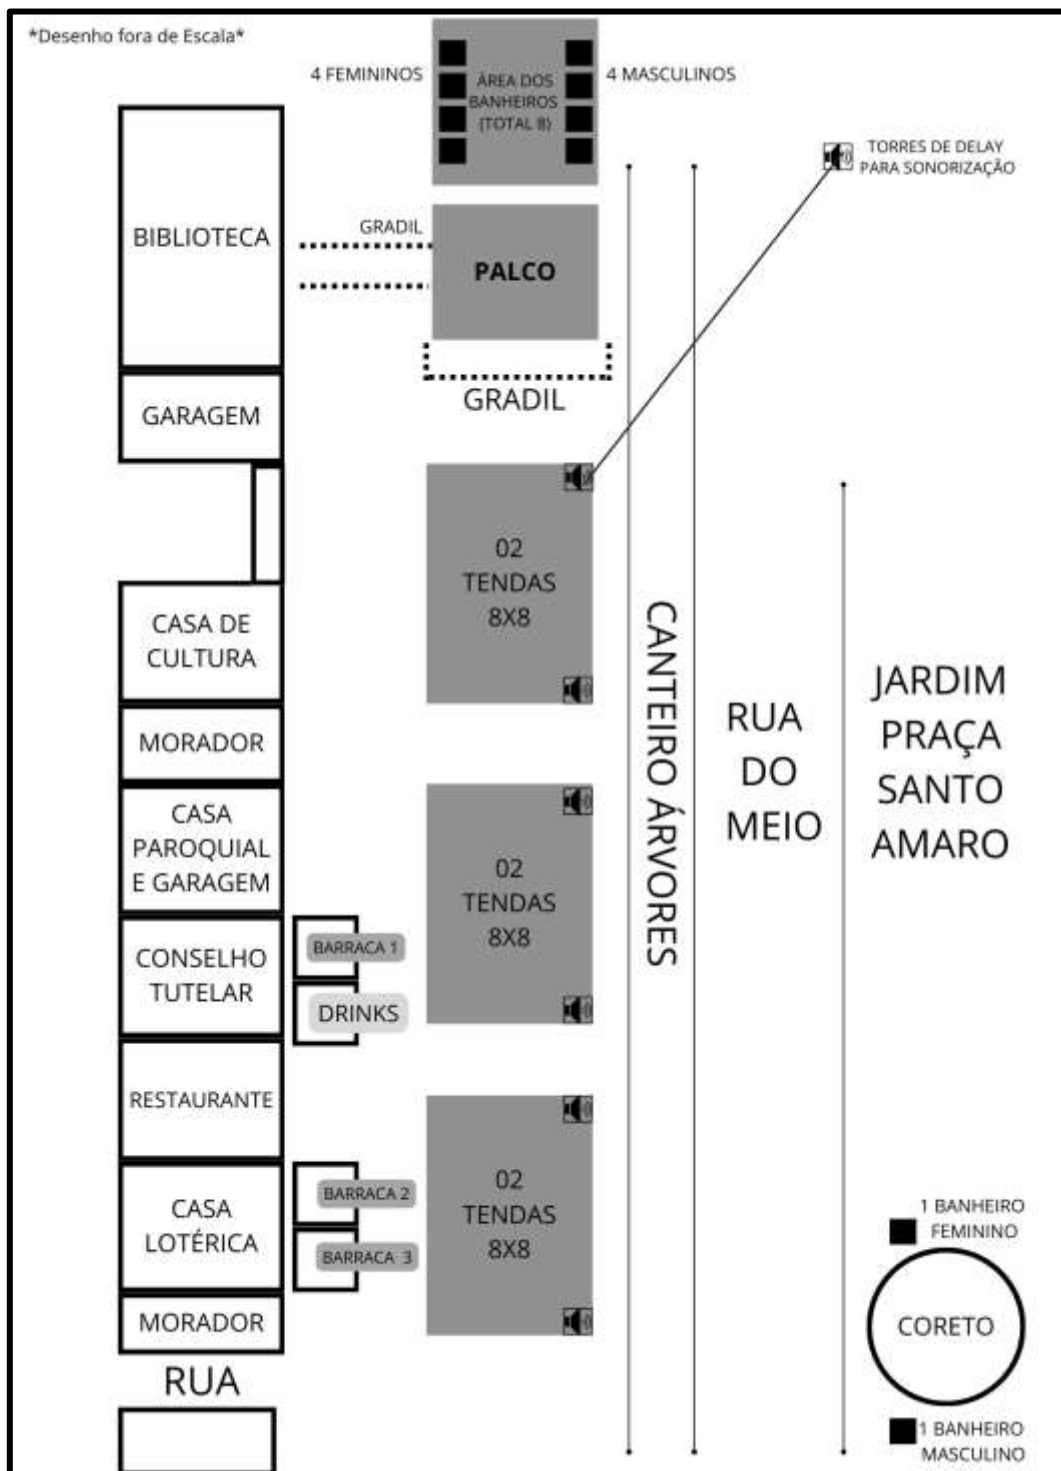 *Desenho fora de Escala*
4 FEMININOS
ÁREA DOS
BANHEIROS
(TOTAL 8)
4 MASCULINOS
TORRES DE DELAY
PARA SONORIZAÇÃO
BIBLIOTECA
GRADIL
PALCO
GRADIL
GARAGEM
02
TENDAS
8X8
CASA DE
CULTURA
MORADOR
CASA
PAROQUIAL
E GARAGEM
02
TENDAS
8X8
CANTEIRO ÁRVORES
RUA
DO
MEIO
JARDIM
PRAÇA
SANTO
AMARO
CONSELHO
TUTELAR
BARRACA 1
DRINKS
RESTAURANTE
CASA
LOTÉRICA
BARRACA 2
BARRACA 3
02
TENDAS
8X8
MORADOR
RUA
1 BANHEIRO
FEMININO
CORETO
1 BANHEIRO
MASCULINO